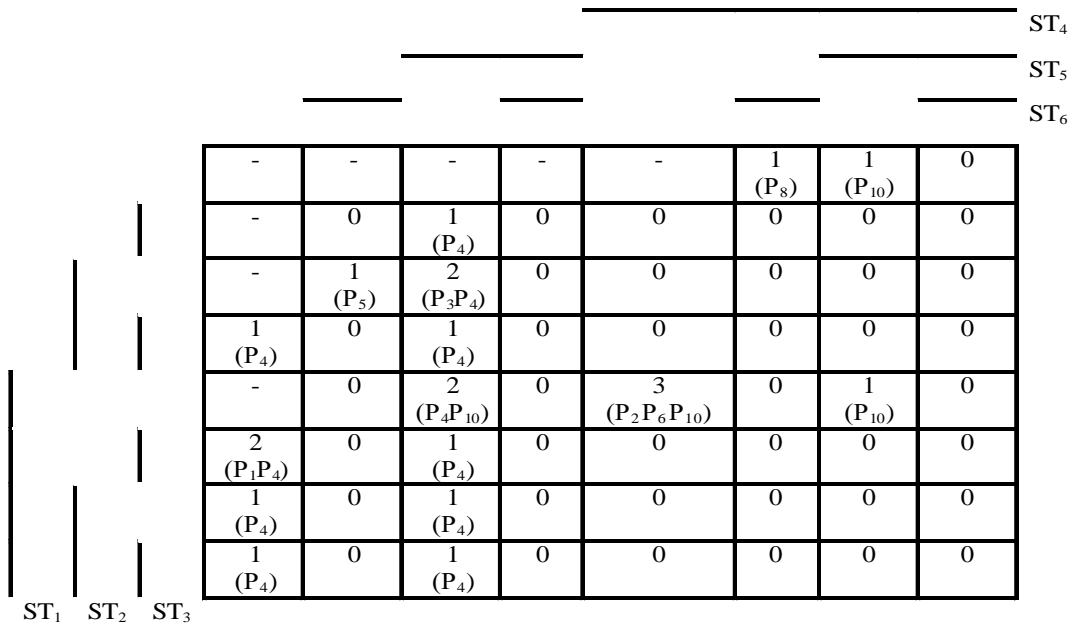 ST₄
ST₅
ST₆
- - - - - 1 1 0
(P₈) (P₁₀)
- 0 1 0 0 0 0 0
(P₄)
- 1 2 0 0 0 0 0
(P₅) (P₃P₄)
1 0 1 0 0 0 0 0
(P₄) (P₄)
- 0 2 0 3 0 1 0
(P₄P₁₀) (P₂P₆P₁₀) (P₁₀)
2 0 1 0 0 0 0 0
(P₁P₄) (P₄)
1 0 1 0 0 0 0 0
(P₄) (P₄)
1 0 1 0 0 0 0 0
(P₄) (P₄)
ST₁ ST₂ ST₃